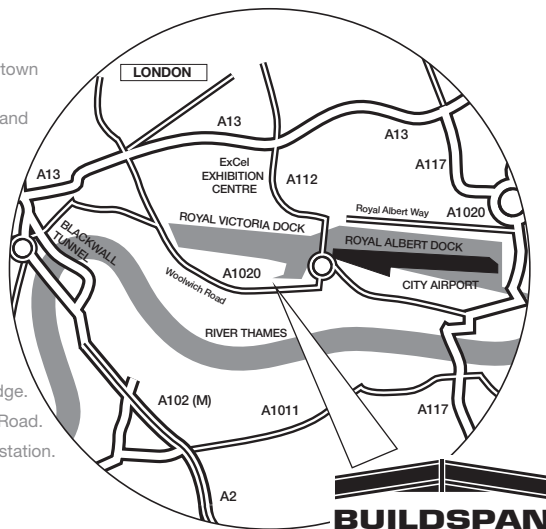 town
and
LONDON
A13
A13
A13
ExCel
EXHIBITION
CENTRE
A112
A117
Royal Albert Way
A1020
ROYAL VICTORIA DOCK
ROYAL ALBERT DOCK
BLACKWALL
TUNNEL
A1020
Woolwich Road
CITY AIRPORT
RIVER THAMES
dge.
Road.
station.
A102 (M)
A1011
A117
A2
BUILDSPAN